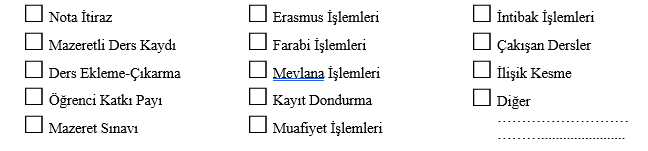 ☐ Nota İtiraz
☐ Mazeretli Ders Kaydı
☐ Ders Ekleme-Çıkarma
☐ Öğrenci Katkı Payı
☐ Mazeret Sınavı
☐ Erasmus İşlemleri
☐ Farabi İşlemleri
☐ Mevlana İşlemleri
☐ Kayıt Dondurma
☐ Muafiyet İşlemleri
☐ İntibak İşlemleri
☐ Çakışan Dersler
☐ İlişik Kesme
☐ Diğer
………………………
………......................